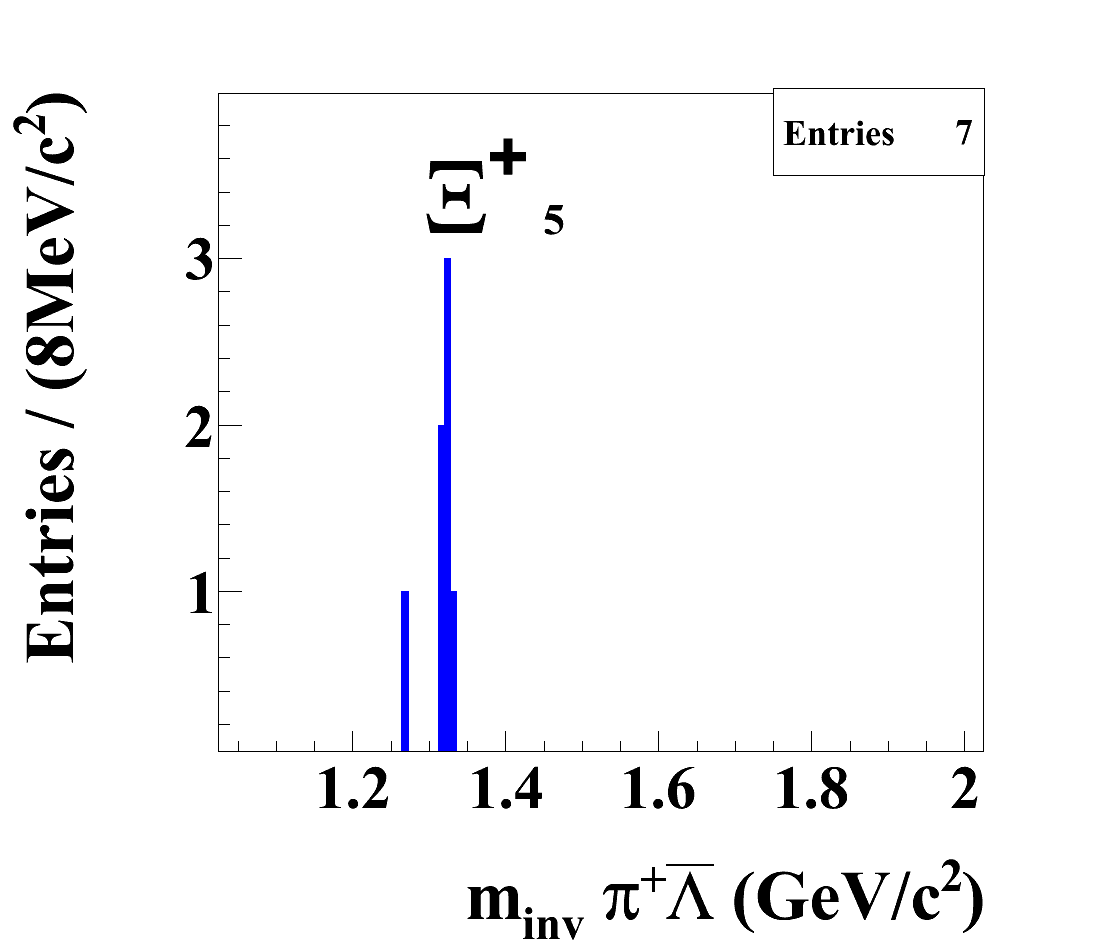 Entries 7
Ξ⁺
5
3
2
1
Entries / (8MeV/c²)
1.2 1.4 1.6 1.8 2
m_inv π⁺Λ̅ (GeV/c²)